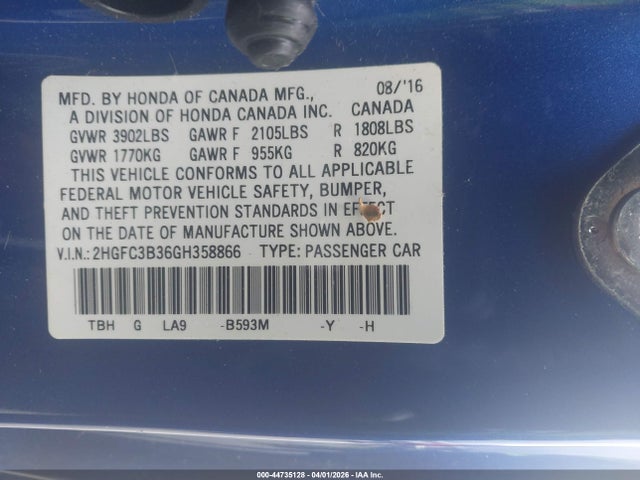 MFD. BY HONDA OF CANADA MFG., 08/'16
A DIVISION OF HONDA CANADA INC. CANADA
GVWR 3902LBS GAWR F 2105LBS R 1808LBS
GVWR 1770KG GAWR F 955KG R 820KG
THIS VEHICLE CONFORMS TO ALL APPLICABLE
FEDERAL MOTOR VEHICLE SAFETY, BUMPER,
AND THEFT PREVENTION STANDARDS IN EFFECT
ON THE DATE OF MANUFACTURE SHOWN ABOVE.
V.I.N.: 2HGFC3B36GH358866 TYPE: PASSENGER CAR
TBH G LA9 -B593M -Y -H
000-44735128 - 04/01/2026 - IAA Inc.